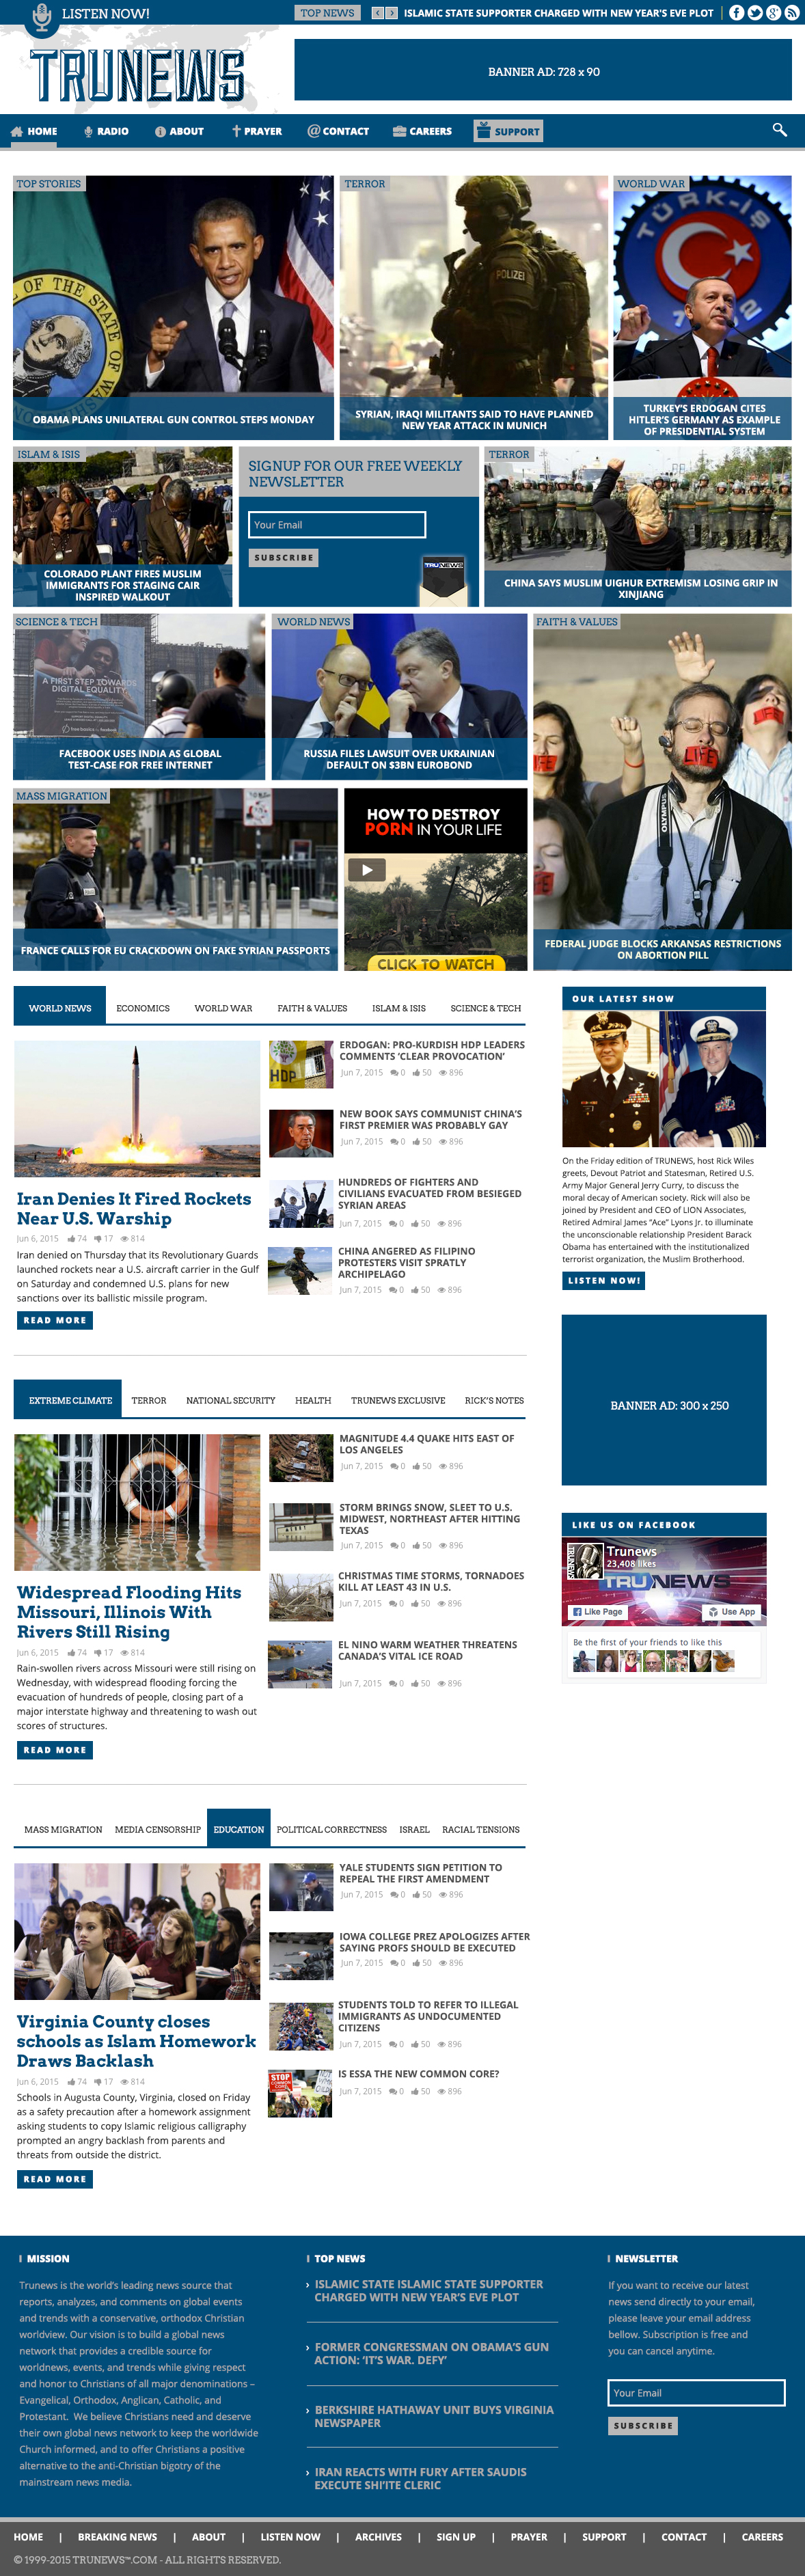 LISTEN NOW!
TOP NEWS
ISLAMIC STATE SUPPORTER CHARGED WITH NEW YEAR'S EVE PLOT
TRUNEWS
BANNER AD: 728 x 90
HOME
RADIO
ABOUT
PRAYER
CONTACT
CAREERS
SUPPORT
TOP STORIES
OBAMA PLANS UNILATERAL GUN CONTROL STEPS MONDAY
TERROR
POLIZEI
SYRIAN, IRAQI MILITANTS SAID TO HAVE PLANNED
NEW YEAR ATTACK IN MUNICH
WORLD WAR
TURK-IS
TURKEY'S ERDOGAN CITES
HITLER'S GERMANY AS EXAMPLE
OF PRESIDENTIAL SYSTEM
ISLAM & ISIS
COLORADO PLANT FIRES MUSLIM
IMMIGRANTS FOR STAGING CAIR
INSPIRED WALKOUT
SIGNUP FOR OUR FREE WEEKLY
NEWSLETTER
Your Email
SUBSCRIBE
TRUNEWS
TERROR
CHINA SAYS MUSLIM UIGHUR EXTREMISM LOSING GRIP IN
XINJIANG
SCIENCE & TECH
A FIRST STEP TOWARDS
DIGITAL EQUALITY.
FACEBOOK USES INDIA AS GLOBAL
TEST-CASE FOR FREE INTERNET
WORLD NEWS
RUSSIA FILES LAWSUIT OVER UKRAINIAN
DEFAULT ON $3BN EUROBOND
FAITH & VALUES
LIFE
LIFE
LIFE
OLYMPUS
FEDERAL JUDGE BLOCKS ARKANSAS RESTRICTIONS
ON ABORTION PILL
MASS MIGRATION
FRANCE CALLS FOR EU CRACKDOWN ON FAKE SYRIAN PASSPORTS
HOW TO DESTROY
PORN IN YOUR LIFE
CLICK TO WATCH
WORLD NEWS
ECONOMICS
WORLD WAR
FAITH & VALUES
ISLAM & ISIS
SCIENCE & TECH
Iran Denies It Fired Rockets
Near U.S. Warship
Jun 6, 2015 74 17 814
Iran denied on Thursday that its Revolutionary Guards
launched rockets near a U.S. aircraft carrier in the Gulf
on Saturday and condemned U.S. plans for new
sanctions over its ballistic missile program.
READ MORE
HDP
ERDOGAN: PRO-KURDISH HDP LEADERS
COMMENTS 'CLEAR PROVOCATION'
Jun 7, 2015 0 50 896
NEW BOOK SAYS COMMUNIST CHINA'S
FIRST PREMIER WAS PROBABLY GAY
Jun 7, 2015 0 50 896
HUNDREDS OF FIGHTERS AND
CIVILIANS EVACUATED FROM BESIEGED
SYRIAN AREAS
Jun 7, 2015 0 50 896
CHINA ANGERED AS FILIPINO
PROTESTERS VISIT SPRATLY
ARCHIPELAGO
Jun 7, 2015 0 50 896
OUR LATEST SHOW
On the Friday edition of TRUNEWS, host Rick Wiles
greets, Devout Patriot and Statesman, Retired U.S.
Army Major General Jerry Curry, to discuss the
moral decay of American society. Rick will also be
joined by President and CEO of LION Associates,
Retired Admiral James "Ace" Lyons Jr. to illuminate
the unconscionable relationship President Barack
Obama has entertained with the institutionalized
terrorist organization, the Muslim Brotherhood.
LISTEN NOW!
BANNER AD: 300 x 250
LIKE US ON FACEBOOK
Trunews
23,408 likes
TRUNEWS
Like Page
Use App
Be the first of your friends to like this
EXTREME CLIMATE
TERROR
NATIONAL SECURITY
HEALTH
TRUNEWS EXCLUSIVE
RICK'S NOTES
Widespread Flooding Hits
Missouri, Illinois With
Rivers Still Rising
Jun 6, 2015 74 17 814
Rain-swollen rivers across Missouri were still rising on
Wednesday, with widespread flooding forcing the
evacuation of hundreds of people, closing part of a
major interstate highway and threatening to wash out
scores of structures.
READ MORE
MAGNITUDE 4.4 QUAKE HITS EAST OF
LOS ANGELES
Jun 7, 2015 0 50 896
STORM BRINGS SNOW, SLEET TO U.S.
MIDWEST, NORTHEAST AFTER HITTING
TEXAS
Jun 7, 2015 0 50 896
CHRISTMAS TIME STORMS, TORNADOES
KILL AT LEAST 43 IN U.S.
Jun 7, 2015 0 50 896
EL NINO WARM WEATHER THREATENS
CANADA'S VITAL ICE ROAD
Jun 7, 2015 0 50 896
MASS MIGRATION
MEDIA CENSORSHIP
EDUCATION
POLITICAL CORRECTNESS
ISRAEL
RACIAL TENSIONS
Virginia County closes
schools as Islam Homework
Draws Backlash
Jun 6, 2015 74 17 814
Schools in Augusta County, Virginia, closed on Friday
as a safety precaution after a homework assignment
asking students to copy Islamic religious calligraphy
prompted an angry backlash from parents and
threats from outside the district.
READ MORE
YALE STUDENTS SIGN PETITION TO
REPEAL THE FIRST AMENDMENT
Jun 7, 2015 0 50 896
IOWA COLLEGE PREZ APOLOGIZES AFTER
SAYING PROFS SHOULD BE EXECUTED
Jun 7, 2015 0 50 896
STUDENTS TOLD TO REFER TO ILLEGAL
IMMIGRANTS AS UNDOCUMENTED
CITIZENS
Jun 7, 2015 0 50 896
STOP
COMMON
CORE
IS ESSA THE NEW COMMON CORE?
Jun 7, 2015 0 50 896
MISSION
Trunews is the world's leading news source that
reports, analyzes, and comments on global events
and trends with a conservative, orthodox Christian
worldview. Our vision is to build a global news
network that provides a credible source for
worldnews, events, and trends while giving respect
and honor to Christians of all major denominations –
Evangelical, Orthodox, Anglican, Catholic, and
Protestant. We believe Christians need and deserve
their own global news network to keep the worldwide
Church informed, and to offer Christians a positive
alternative to the anti-Christian bigotry of the
mainstream news media.
TOP NEWS
ISLAMIC STATE ISLAMIC STATE SUPPORTER
CHARGED WITH NEW YEAR'S EVE PLOT
FORMER CONGRESSMAN ON OBAMA'S GUN
ACTION: 'IT'S WAR. DEFY'
BERKSHIRE HATHAWAY UNIT BUYS VIRGINIA
NEWSPAPER
IRAN REACTS WITH FURY AFTER SAUDIS
EXECUTE SHI'ITE CLERIC
NEWSLETTER
If you want to receive our latest
news send directly to your email,
please leave your email address
bellow. Subscription is free and
you can cancel anytime.
Your Email
SUBSCRIBE
HOME | BREAKING NEWS | ABOUT | LISTEN NOW | ARCHIVES | SIGN UP | PRAYER | SUPPORT | CONTACT | CAREERS
© 1999-2015 TRUNEWS™.COM - ALL RIGHTS RESERVED.